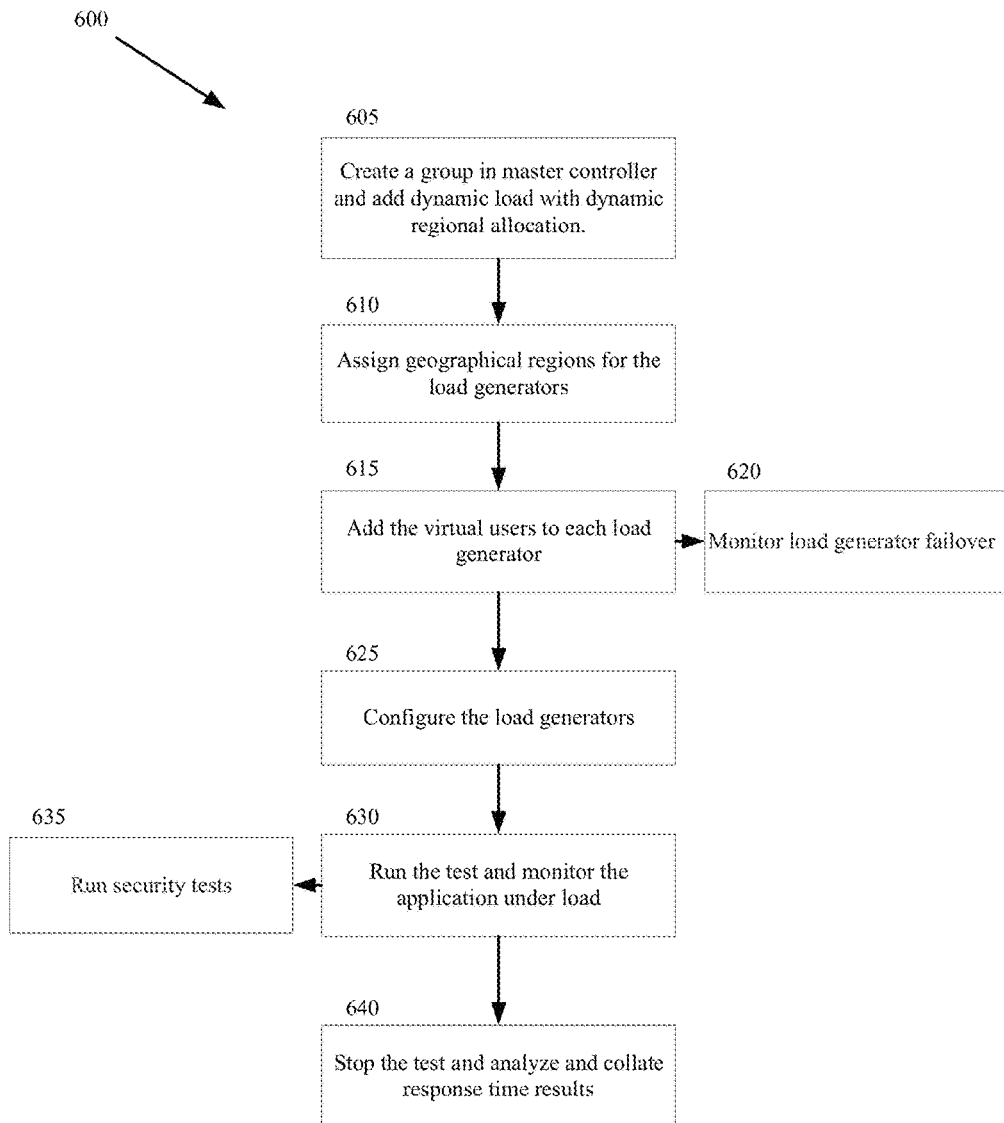 600
605
Create a group in master controller
and add dynamic load with dynamic
regional allocation.
610
Assign geographical regions for the
load generators
615
620
Add the virtual users to each load
generator
Monitor load generator failover
625
Configure the load generators
635
630
Run security tests
Run the test and monitor the
application under load
640
Stop the test and analyze and collate
response time results